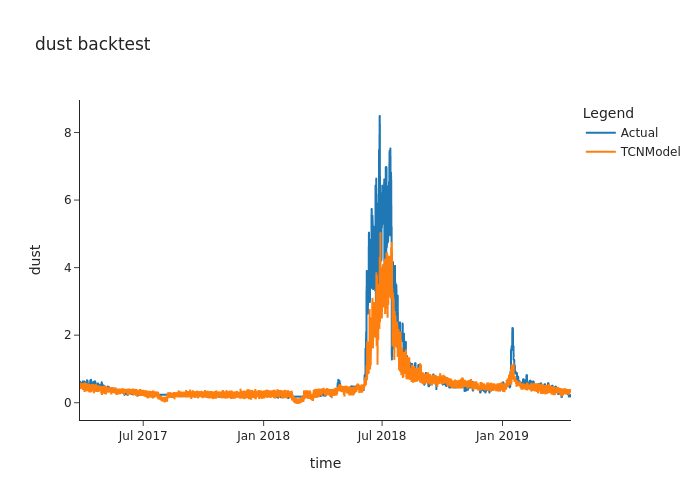 dust backtest
Legend
Actual
TCNModel
dust
8
6
4
2
0
Jul 2017
Jan 2018
Jul 2018
Jan 2019
time